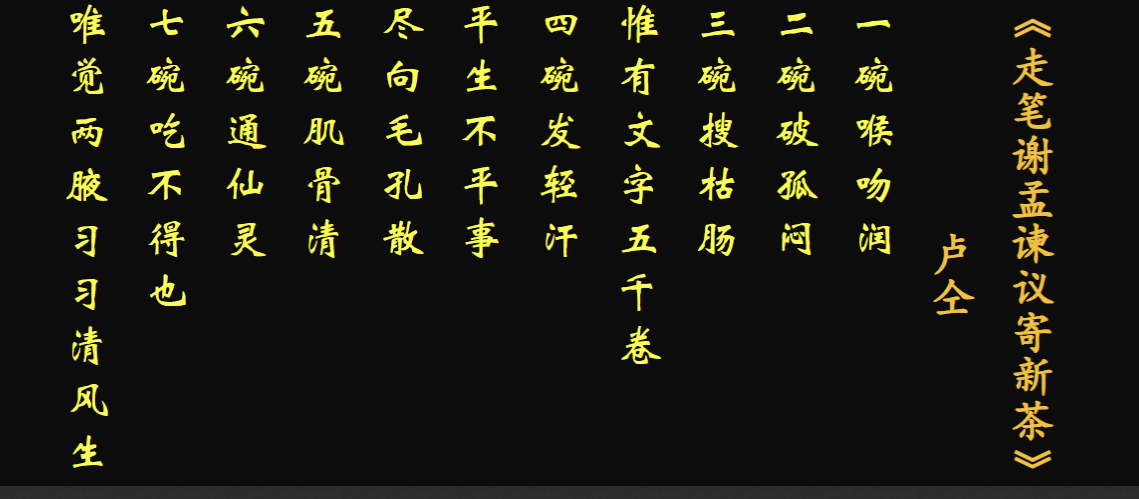 《走笔谢孟谏议寄新茶》
卢仝
一碗喉吻润
二碗破孤闷
三碗搜枯肠
惟有文字五千卷
四碗发轻汗
平生不平事
尽向毛孔散
五碗肌骨清
六碗通仙灵
七碗吃不得也
唯觉两腋习习清风生